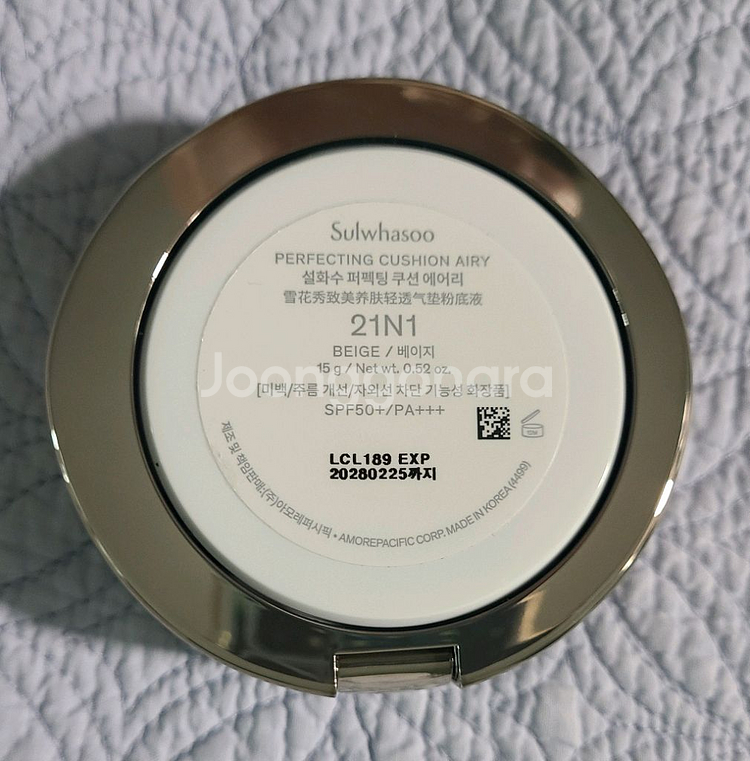 Sulwhasoo
PERFECTING CUSHION AIRY
설화수 퍼펙팅 쿠션 에어리
雪花秀致美养肤轻透气垫粉底液
21N1
BEIGE / 베이지
15 g / Net wt. 0.52 oz.
Joonggonara
[미백/주름 개선/자외선 차단 기능성 화장품]
SPF50+/PA+++
LCL189 EXP
20280225까지
제조 및 책임판매:(주)아모레퍼시픽 • AMOREPACIFIC CORP. MADE IN KOREA (4499)